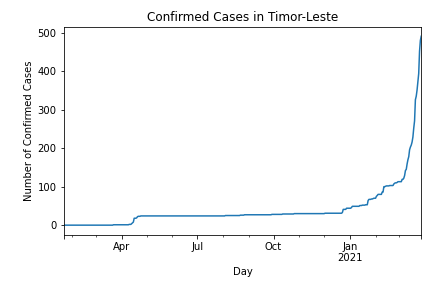 Confirmed Cases in Timor-Leste
500
400
300
200
100
0
Number of Confirmed Cases
Apr
Jul
Oct
Jan
2021
Day